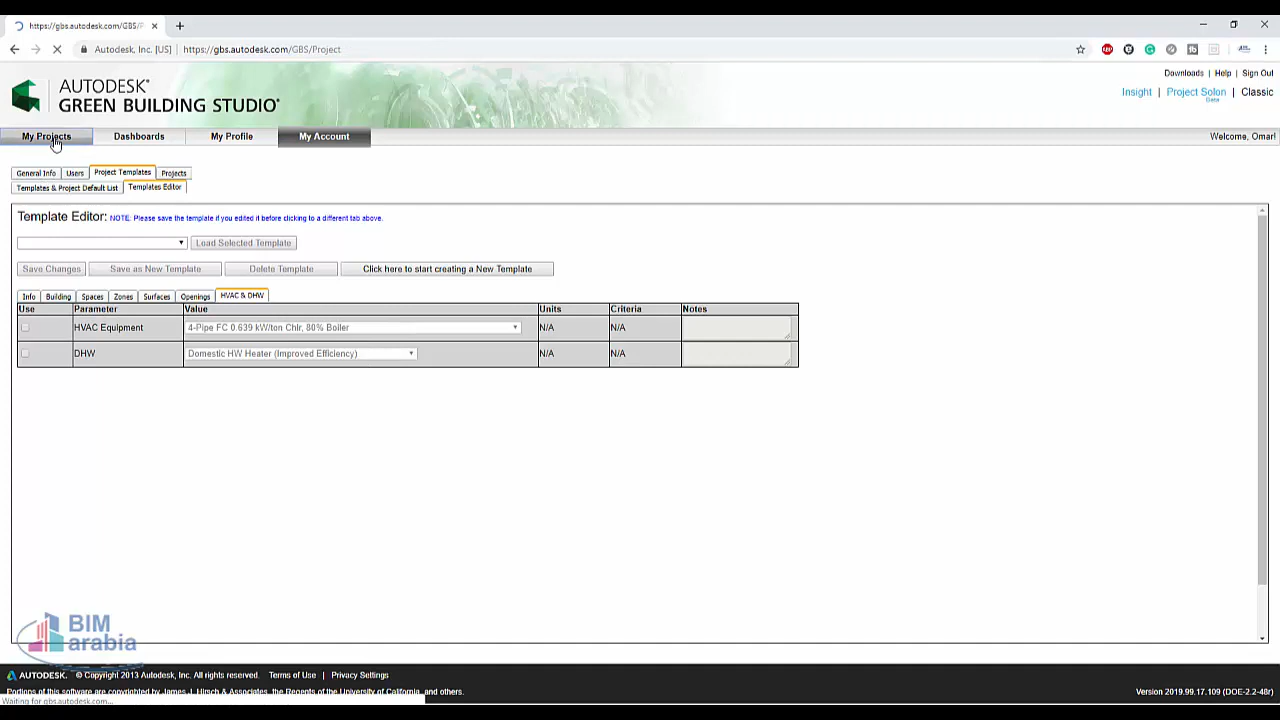 https://gbs.autodesk.com/GBS/P
Autodesk, Inc. [US] | https://gbs.autodesk.com/GBS/Project
ABP
AUTODESK®
GREEN BUILDING STUDIO®
Downloads | Help | Sign Out
Insight | Project Solon | Classic
Beta
My Projects Dashboards My Profile My Account Welcome, Omar!
General Info Users Project Templates Projects
Templates & Project Default List Templates Editor
Template Editor: NOTE: Please save the template if you edited it before clicking to a different tab above.
Load Selected Template
Save Changes Save as New Template Delete Template Click here to start creating a New Template
Info Building Spaces Zones Surfaces Openings HVAC & DHW
Use Parameter Value Units Criteria Notes
HVAC Equipment 4-Pipe FC 0.639 kW/ton Chlr, 80% Boiler N/A N/A
DHW Domestic HW Heater (Improved Efficiency) N/A N/A
BIM
arabia
AUTODESK. © Copyright 2013 Autodesk, Inc. All rights reserved. Terms of Use | Privacy Settings
Portions of this software are copyrighted by James J. Hirsch & Associates, the Regents of the University of California, and others. Version 2019.99.17.109 (DOE-2.2-48r)
Waiting for gbs.autodesk.com...